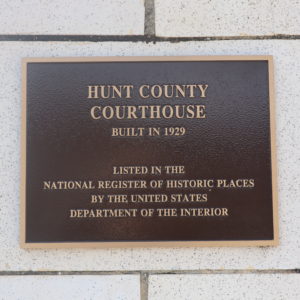 HUNT COUNTY
COURTHOUSE
BUILT IN 1929
LISTED IN THE
NATIONAL REGISTER OF HISTORIC PLACES
BY THE UNITED STATES
DEPARTMENT OF THE INTERIOR